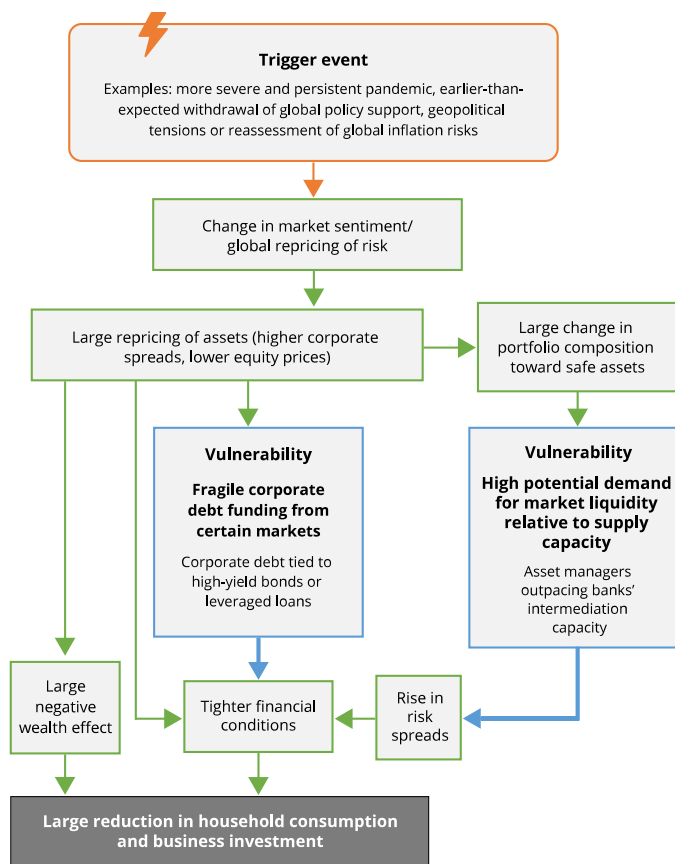 Trigger event
Examples: more severe and persistent pandemic, earlier-than-
expected withdrawal of global policy support, geopolitical
tensions or reassessment of global inflation risks
Change in market sentiment/
global repricing of risk
Large repricing of assets (higher corporate
spreads, lower equity prices)
Large change in
portfolio composition
toward safe assets
Vulnerability
Fragile corporate
debt funding from
certain markets
Corporate debt tied to
high-yield bonds or
leveraged loans
Vulnerability
High potential demand
for market liquidity
relative to supply
capacity
Asset managers
outpacing banks’
intermediation
capacity
Large
negative
wealth effect
Tighter financial
conditions
Rise in
risk
spreads
Large reduction in household consumption
and business investment